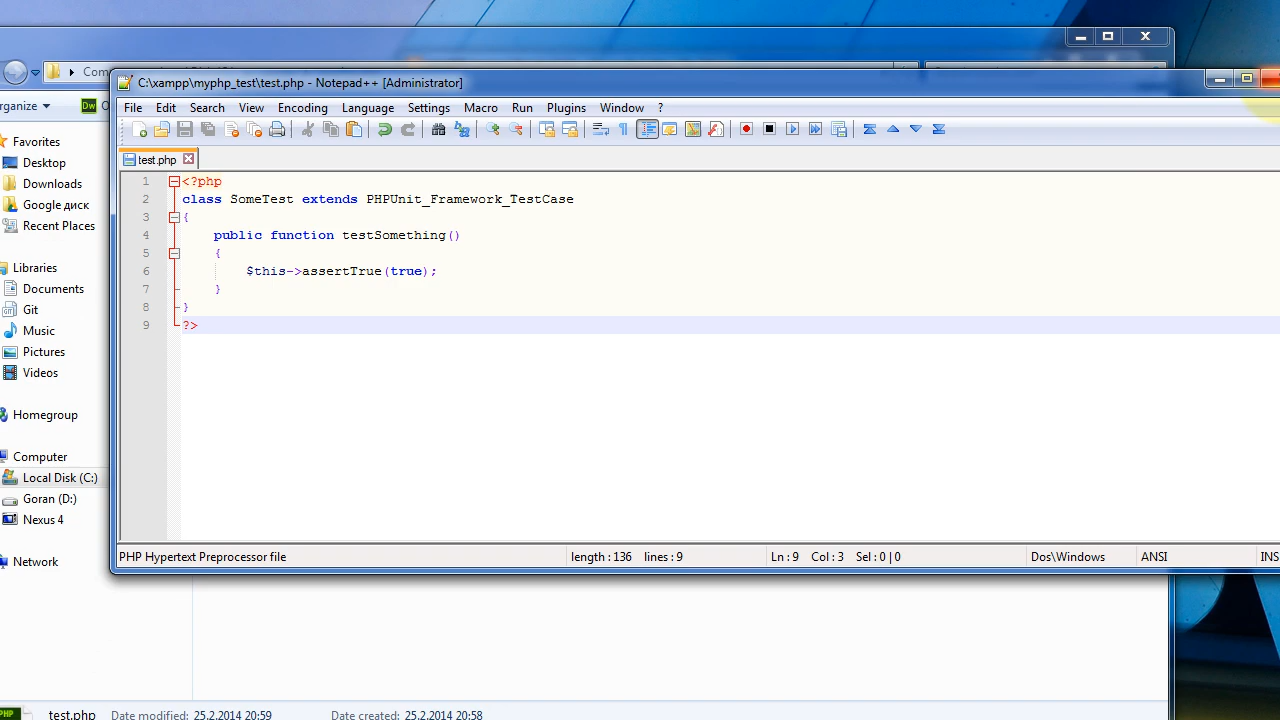 Com
C:\xampp\myphp_test\test.php - Notepad++ [Administrator]
File Edit Search View Encoding Language Settings Macro Run Plugins Window ?
test.php
1 <?php
2 class SomeTest extends PHPUnit_Framework_TestCase
3 {
4 public function testSomething()
5 {
6 $this->assertTrue(true);
7 }
8 }
9 ?>
PHP Hypertext Preprocessor file length : 136 lines : 9 Ln : 9 Col : 3 Sel : 0 | 0 Dos\Windows ANSI INS
rganize Dw O
Favorites
Desktop
Downloads
Google диск
Recent Places
Libraries
Documents
Git
Music
Pictures
Videos
Homegroup
Computer
Local Disk (C:)
Goran (D:)
Nexus 4
Network
PHP test.php Date modified: 25.2.2014 20:59 Date created: 25.2.2014 20:58